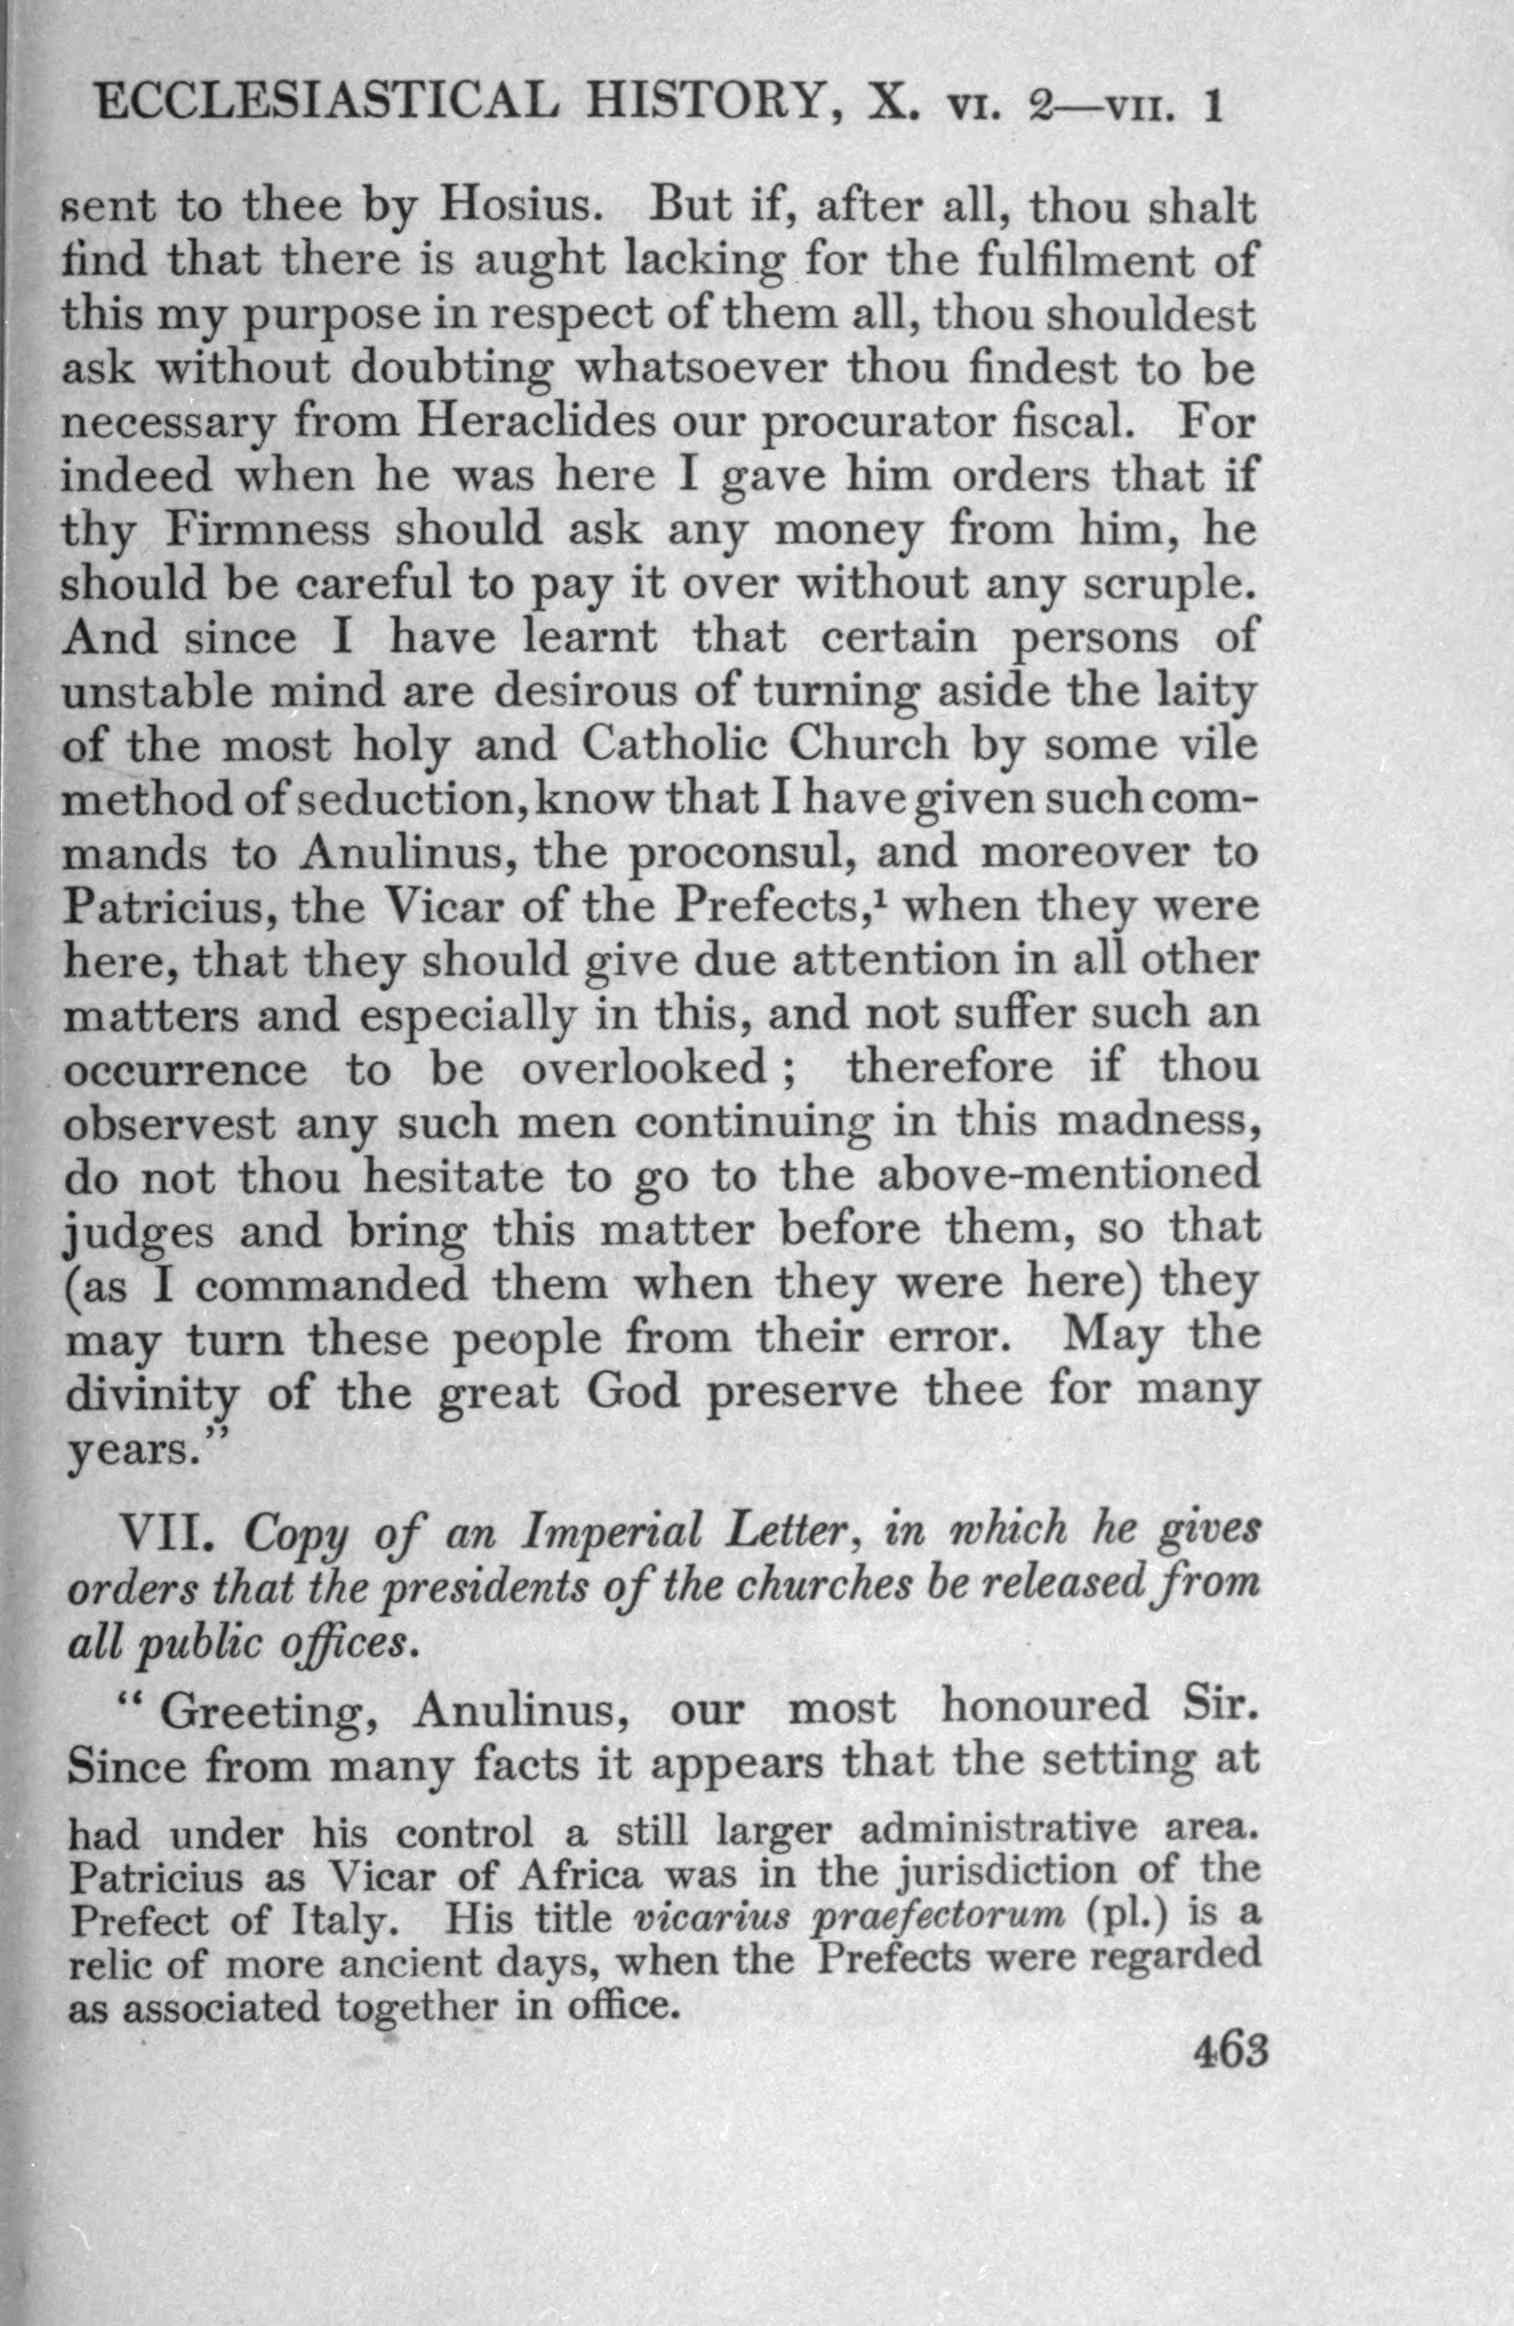 ECCLESIASTICAL HISTORY, X. VI. 2—VII. 1
sent to thee by Hosius. But if, after all, thou shalt
find that there is aught lacking for the fulfilment of
this my purpose in respect of them all, thou shouldest
ask without doubting whatsoever thou findest to be
necessary from Heraclides our procurator fiscal. For
indeed when he was here I gave him orders that if
thy Firmness should ask any money from him, he
should be careful to pay it over without any scruple.
And since I have learnt that certain persons of
unstable mind are desirous of turning aside the laity
of the most holy and Catholic Church by some vile
method of seduction, know that I have given such com-
mands to Anulinus, the proconsul, and moreover to
Patricius, the Vicar of the Prefects,¹ when they were
here, that they should give due attention in all other
matters and especially in this, and not suffer such an
occurrence to be overlooked ; therefore if thou
observest any such men continuing in this madness,
do not thou hesitate to go to the above-mentioned
judges and bring this matter before them, so that
(as I commanded them when they were here) they
may turn these people from their error. May the
divinity of the great God preserve thee for many
years.”
VII. Copy of an Imperial Letter, in which he gives
orders that the presidents of the churches be released from
all public offices.
“ Greeting, Anulinus, our most honoured Sir.
Since from many facts it appears that the setting at
had under his control a still larger administrative area.
Patricius as Vicar of Africa was in the jurisdiction of the
Prefect of Italy. His title vicarius praefectorum (pl.) is a
relic of more ancient days, when the Prefects were regarded
as associated together in office.
463